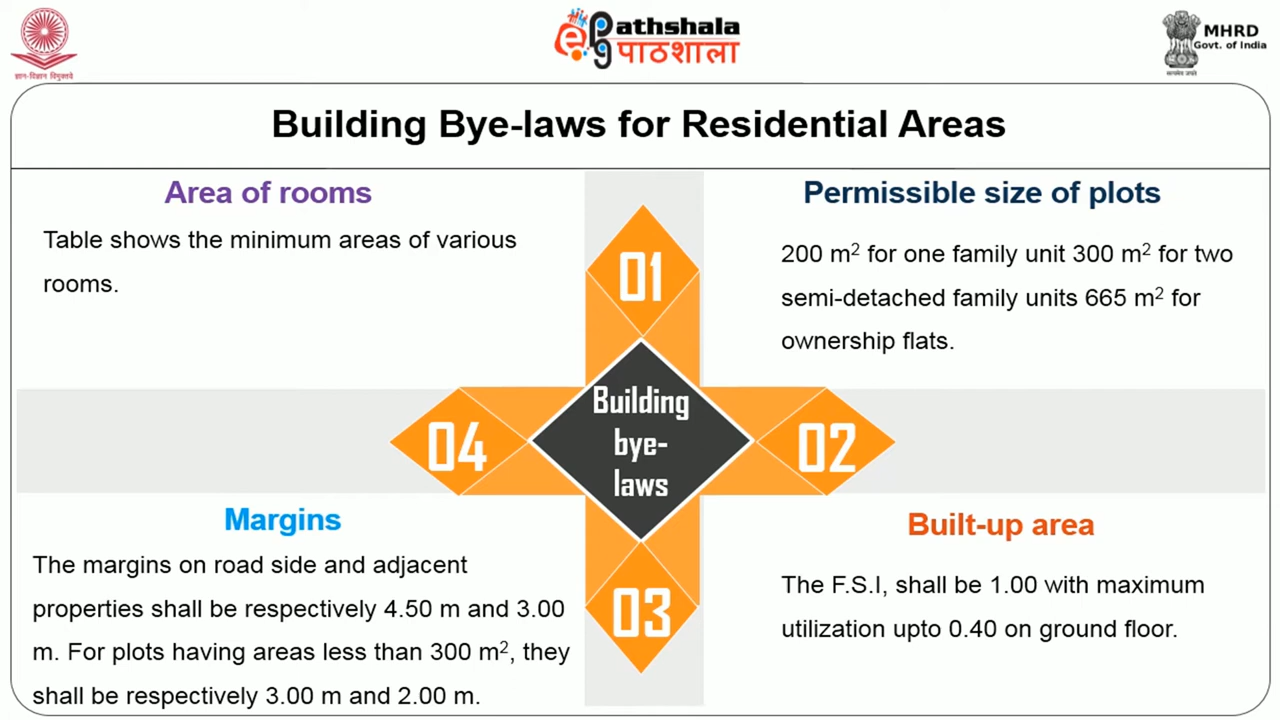 ज्ञान-विज्ञान विमुक्तये
ePathshala
पाठशाला
MHRD
Govt. of India
सत्यमेव जयते
Building Bye-laws for Residential Areas
Area of rooms
Table shows the minimum areas of various
rooms.
Permissible size of plots
200 m² for one family unit 300 m² for two
semi-detached family units 665 m² for
ownership flats.
01
04
Building
bye-
laws
02
03
Margins
The margins on road side and adjacent
properties shall be respectively 4.50 m and 3.00
m. For plots having areas less than 300 m², they
shall be respectively 3.00 m and 2.00 m.
Built-up area
The F.S.I, shall be 1.00 with maximum
utilization upto 0.40 on ground floor.